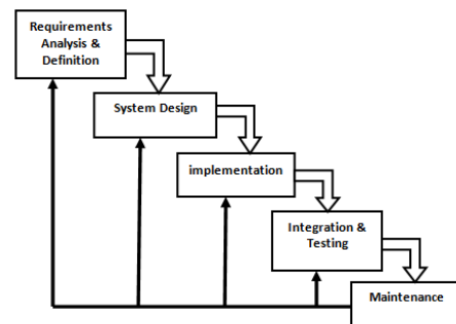 Requirements
Analysis &
Definition
System Design
implementation
Integration &
Testing
Maintenance